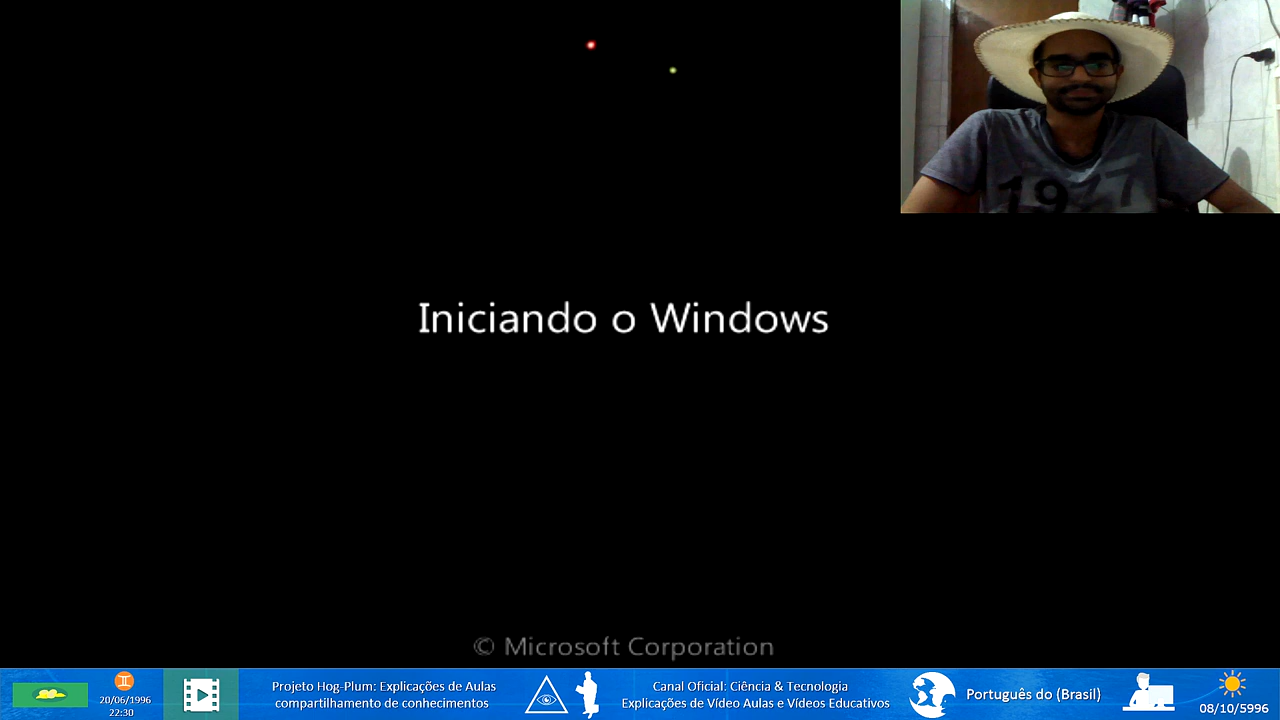 1977
Iniciando o Windows
© Microsoft Corporation
20/06/1996
22:30
Projeto Hog-Plum: Explicações de Aulas
compartilhamento de conhecimentos
Canal Oficial: Ciência & Tecnologia
Explicações de Vídeo Aulas e Vídeos Educativos
Português do (Brasil)
08/10/5996